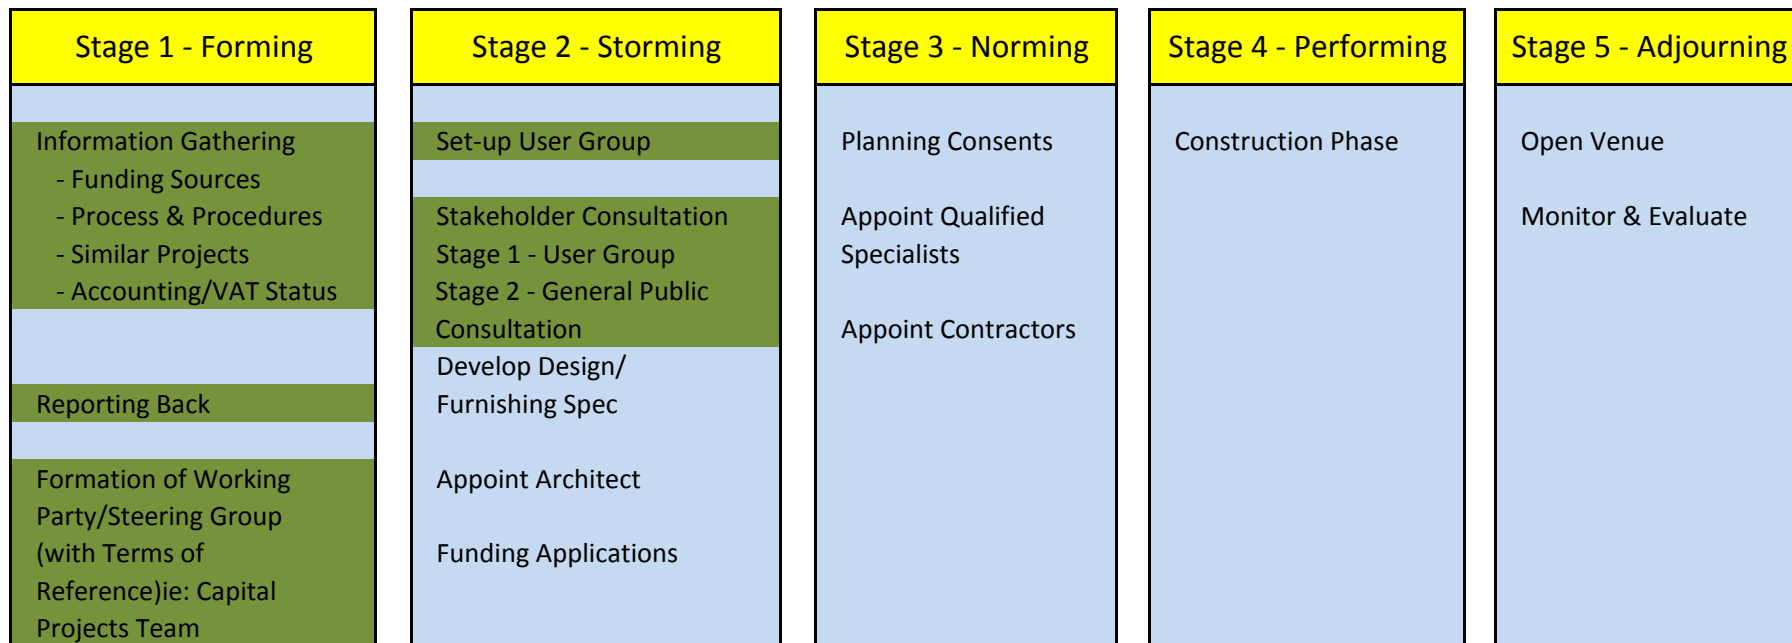 Stage 1 - Forming
Information Gathering
- Funding Sources
- Process & Procedures
- Similar Projects
- Accounting/VAT Status
Reporting Back
Formation of Working
Party/Steering Group
(with Terms of
Reference)ie: Capital
Projects Team
Stage 2 - Storming
Set-up User Group
Stakeholder Consultation
Stage 1 - User Group
Stage 2 - General Public
Consultation
Develop Design/
Furnishing Spec
Appoint Architect
Funding Applications
Stage 3 - Norming
Planning Consents
Appoint Qualified
Specialists
Appoint Contractors
Stage 4 - Performing
Construction Phase
Stage 5 - Adjourning
Open Venue
Monitor & Evaluate